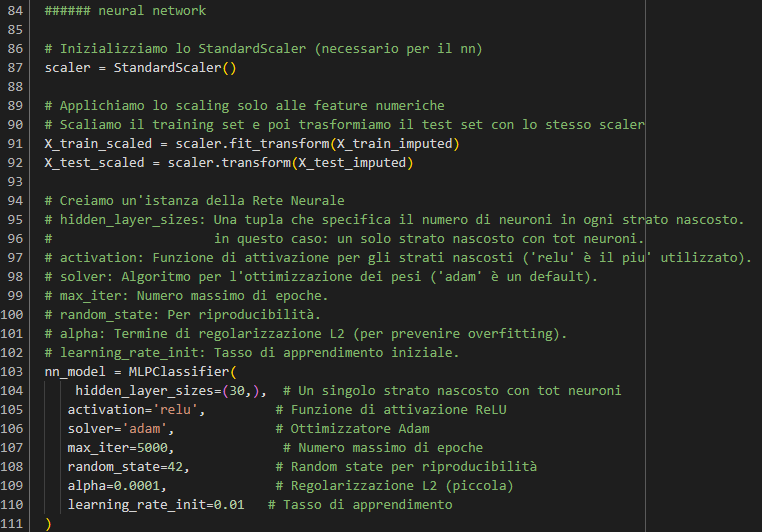 84 ###### neural network
85
86 # Inizializziamo lo StandardScaler (necessario per il nn)
87 scaler = StandardScaler()
88
89 # Applichiamo lo scaling solo alle feature numeriche
90 # Scaliamo il training set e poi trasformiamo il test set con lo stesso scaler
91 X_train_scaled = scaler.fit_transform(X_train_imputed)
92 X_test_scaled = scaler.transform(X_test_imputed)
93
94 # Creiamo un'istanza della Rete Neurale
95 # hidden_layer_sizes: Una tupla che specifica il numero di neuroni in ogni strato nascosto.
96 #                     in questo caso: un solo strato nascosto con tot neuroni.
97 # activation: Funzione di attivazione per gli strati nascosti ('relu' è il piu' utilizzato).
98 # solver: Algoritmo per l'ottimizzazione dei pesi ('adam' è un default).
99 # max_iter: Numero massimo di epoche.
100 # random_state: Per riproducibilità.
101 # alpha: Termine di regolarizzazione L2 (per prevenire overfitting).
102 # learning_rate_init: Tasso di apprendimento iniziale.
103 nn_model = MLPClassifier(
104     hidden_layer_sizes=(30,),  # Un singolo strato nascosto con tot neuroni
105    activation='relu',         # Funzione di attivazione ReLU
106    solver='adam',             # Ottimizzatore Adam
107    max_iter=5000,              # Numero massimo di epoche
108    random_state=42,           # Random state per riproducibilità
109    alpha=0.0001,              # Regolarizzazione L2 (piccola)
110    learning_rate_init=0.01   # Tasso di apprendimento
111 )